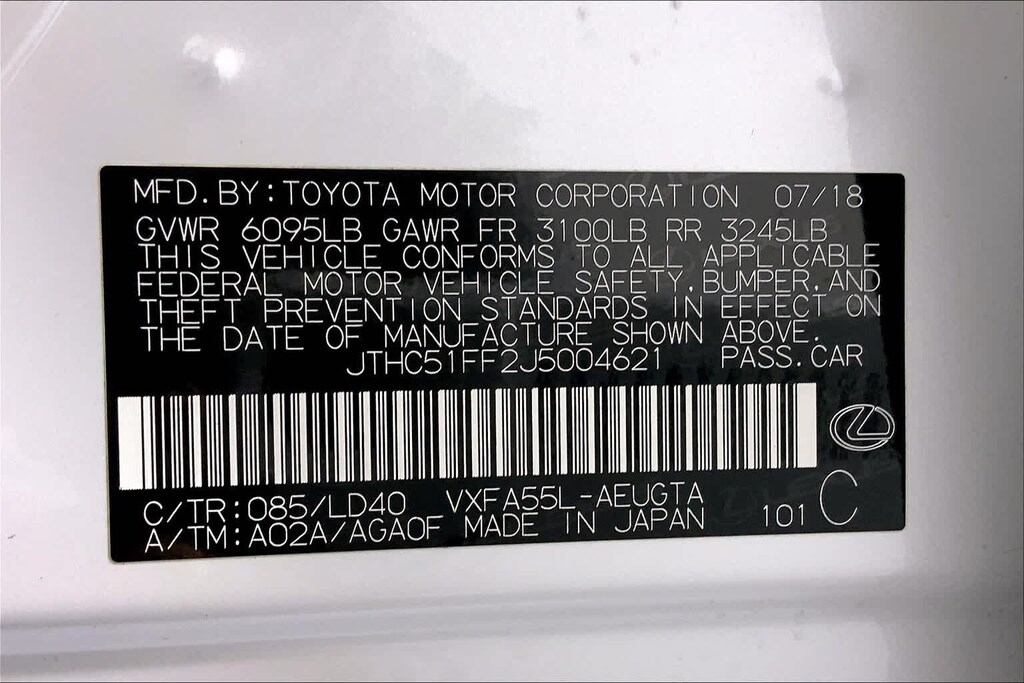 MFD.BY:TOYOTA MOTOR CORPORATION 07/18
GVWR 6095LB GAWR FR 3100LB RR 3245LB
THIS VEHICLE CONFORMS TO ALL APPLICABLE
FEDERAL MOTOR VEHICLE SAFETY,BUMPER,AND
THEFT PREVENTION STANDARDS IN EFFECT ON
THE DATE OF MANUFACTURE SHOWN ABOVE.
JTHC51FF2J5004621 PASS.CAR
C/TR:085/LD40 VXFA55L-AEUGTA
A/TM:A02A/AGA0F MADE IN JAPAN 101 C